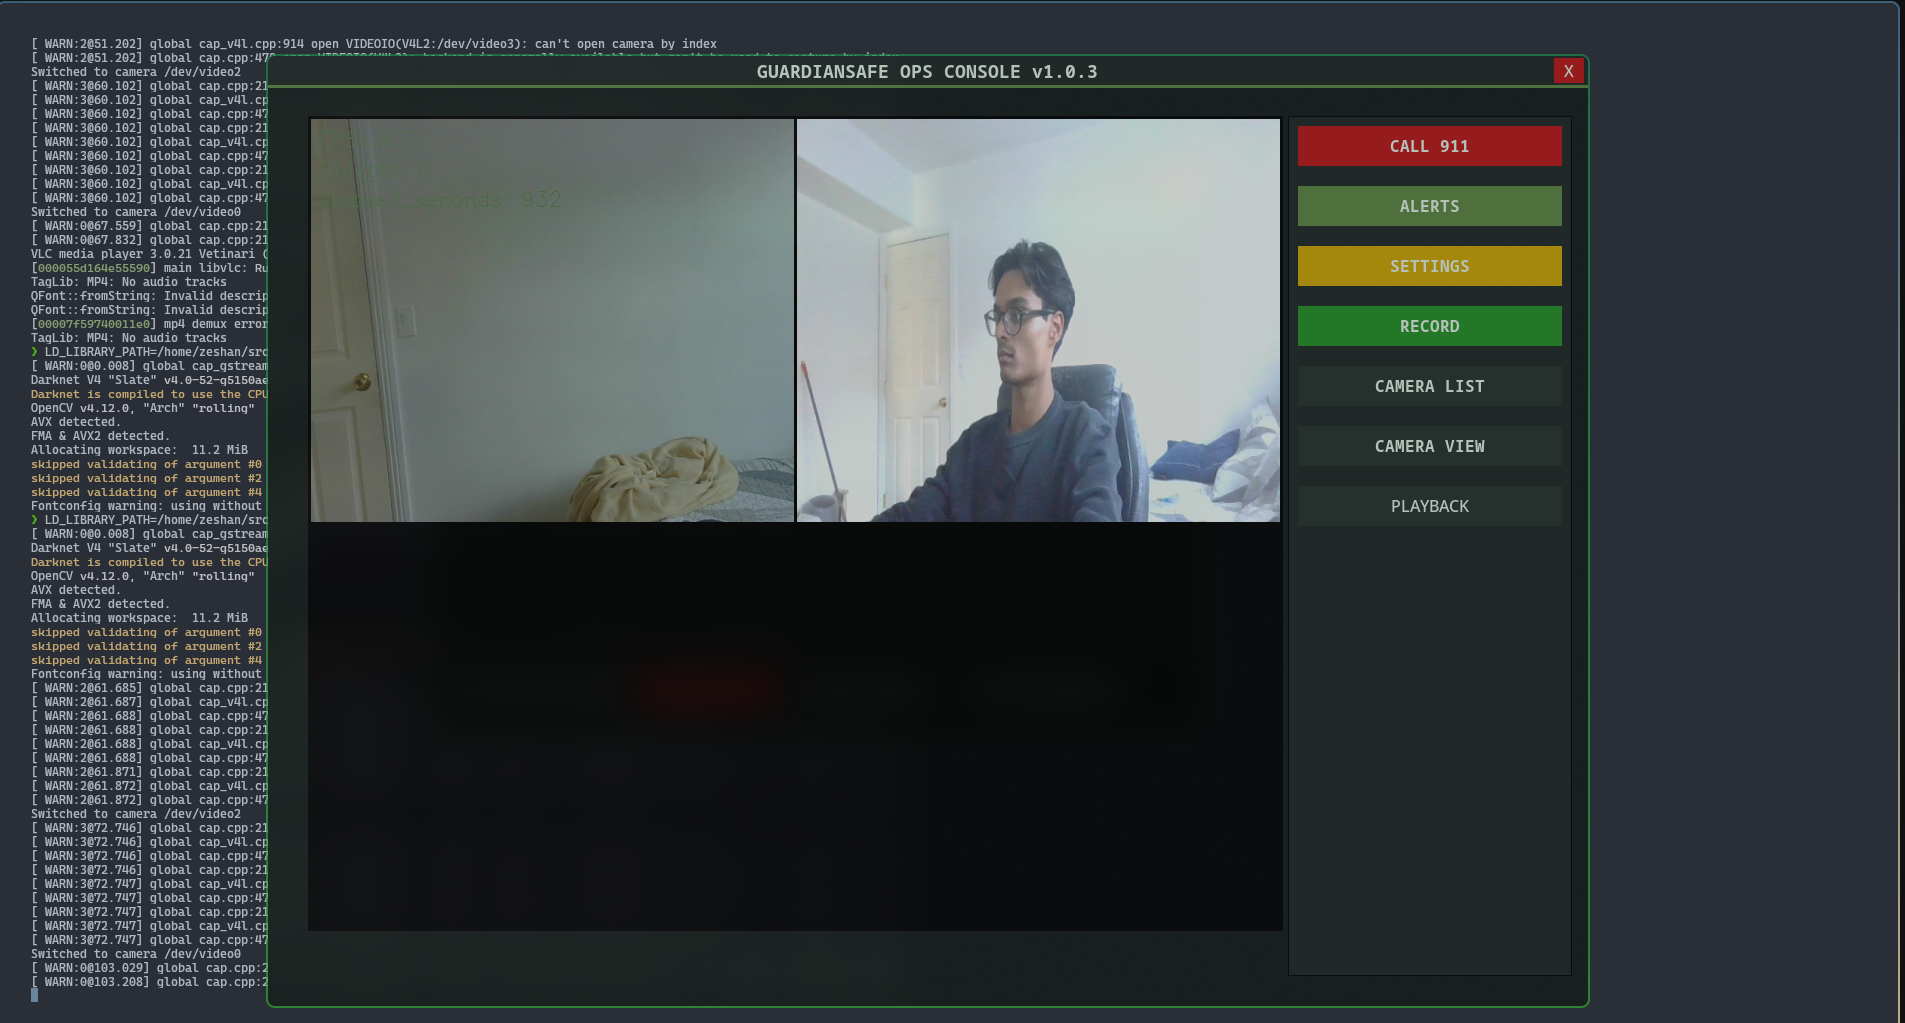 [ WARN:2@51.202] global cap_v4l.cpp:914 open VIDEOIO(V4L2:/dev/video3): can't open camera by index
[ WARN:2@51.202] global cap.cpp:478 open VIDEOIO(V4L2): backend is generally available but can't be used to capture by index
Switched to camera /dev/video2
[ WARN:3@60.102] global cap.cpp:21
[ WARN:3@60.102] global cap_v4l.cp
[ WARN:3@60.102] global cap.cpp:47
[ WARN:3@60.102] global cap.cpp:21
[ WARN:3@60.102] global cap_v4l.cp
[ WARN:3@60.102] global cap.cpp:47
[ WARN:3@60.102] global cap.cpp:21
[ WARN:3@60.102] global cap_v4l.cp
[ WARN:3@60.102] global cap.cpp:47
Switched to camera /dev/video0
[ WARN:0@67.559] global cap.cpp:21
[ WARN:0@67.832] global cap.cpp:21
VLC media player 3.0.21 Vetinari (
[000055d164e55590] main libvlc: Ru
TagLib: MP4: No audio tracks
QFont::fromString: Invalid descrip
QFont::fromString: Invalid descrip
[00007f59740011e0] mp4 demux error
TagLib: MP4: No audio tracks
❯ LD_LIBRARY_PATH=/home/zeshan/src
[ WARN:0@0.008] global cap_gstream
Darknet V4 "Slate" v4.0-52-g5150ae
Darknet is compiled to use the CPU
OpenCV v4.12.0, "Arch" "rolling"
AVX detected.
FMA & AVX2 detected.
Allocating workspace:  11.2 MiB
skipped validating of argument #0
skipped validating of argument #2
skipped validating of argument #4
Fontconfig warning: using without
❯ LD_LIBRARY_PATH=/home/zeshan/src
[ WARN:0@0.008] global cap_gstream
Darknet V4 "Slate" v4.0-52-g5150ae
Darknet is compiled to use the CPU
OpenCV v4.12.0, "Arch" "rolling"
AVX detected.
FMA & AVX2 detected.
Allocating workspace:  11.2 MiB
skipped validating of argument #0
skipped validating of argument #2
skipped validating of argument #4
Fontconfig warning: using without
[ WARN:2@61.685] global cap.cpp:21
[ WARN:2@61.687] global cap_v4l.cp
[ WARN:2@61.688] global cap.cpp:47
[ WARN:2@61.688] global cap.cpp:21
[ WARN:2@61.688] global cap_v4l.cp
[ WARN:2@61.688] global cap.cpp:47
[ WARN:2@61.871] global cap.cpp:21
[ WARN:2@61.872] global cap_v4l.cp
[ WARN:2@61.872] global cap.cpp:47
Switched to camera /dev/video2
[ WARN:3@72.746] global cap.cpp:21
[ WARN:3@72.746] global cap_v4l.cp
[ WARN:3@72.746] global cap.cpp:47
[ WARN:3@72.746] global cap.cpp:21
[ WARN:3@72.747] global cap_v4l.cp
[ WARN:3@72.747] global cap.cpp:47
[ WARN:3@72.747] global cap.cpp:21
[ WARN:3@72.747] global cap_v4l.cp
[ WARN:3@72.747] global cap.cpp:47
Switched to camera /dev/video0
[ WARN:0@103.029] global cap.cpp:2
[ WARN:0@103.208] global cap.cpp:2
GUARDIANSAFE OPS CONSOLE v1.0.3
X
seconds: 932
CALL 911
ALERTS
SETTINGS
RECORD
CAMERA LIST
CAMERA VIEW
PLAYBACK